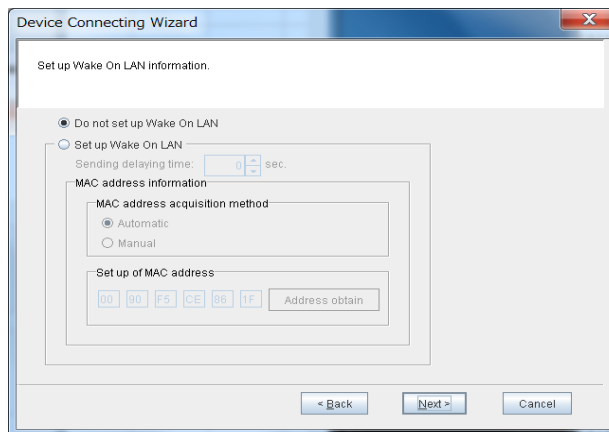 Device Connecting Wizard
Set up Wake On LAN information.
Do not set up Wake On LAN
Set up Wake On LAN
Sending delaying time: 0 sec.
MAC address information
MAC address acquisition method
Automatic
Manual
Set up of MAC address
00 90 F5 CE 86 1F Address obtain
< Back Next > Cancel